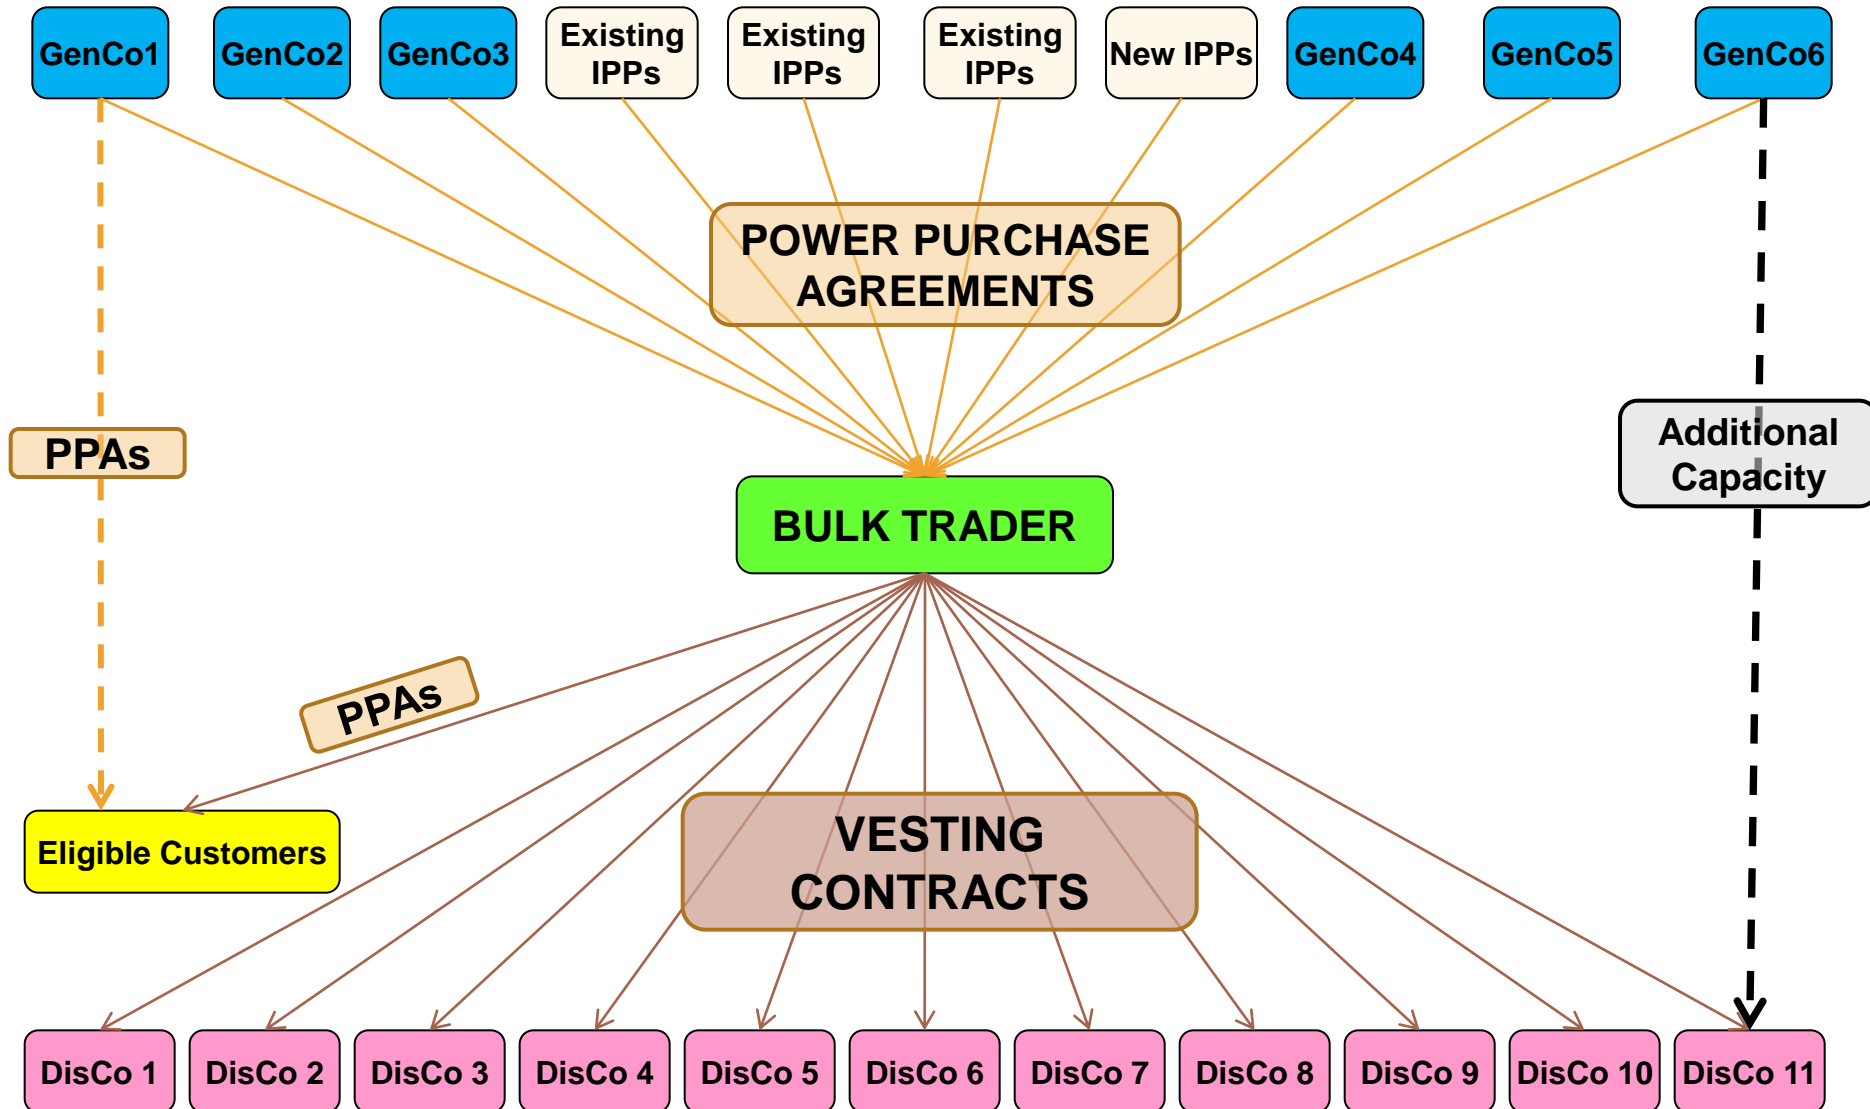 GenCo1
GenCo2
GenCo3
Existing
IPPs
Existing
IPPs
Existing
IPPs
New IPPs
GenCo4
GenCo5
GenCo6
POWER PURCHASE
AGREEMENTS
PPAs
Additional
Capacity
BULK TRADER
PPAs
Eligible Customers
VESTING
CONTRACTS
DisCo 1
DisCo 2
DisCo 3
DisCo 4
DisCo 5
DisCo 6
DisCo 7
DisCo 8
DisCo 9
DisCo 10
DisCo 11